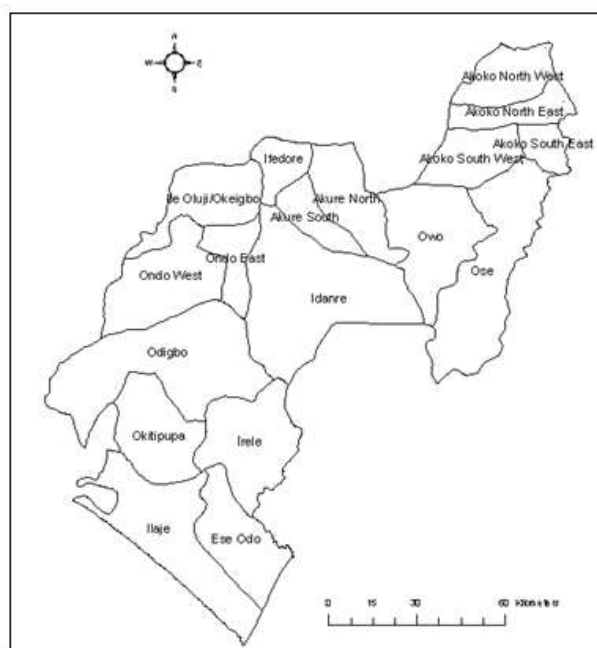 N
W E
S
Akoko North West
Akoko North East
Akoko South East
Akoko South West
Ifedore
Ile Oluji/Okeigbo
Akure North
Akure South
Owo
Ondo East
Ondo West
Ose
Idanre
Odigbo
Okitipupa
Irele
Ilaje
Ese Odo
0 15 30 60 Kilometers